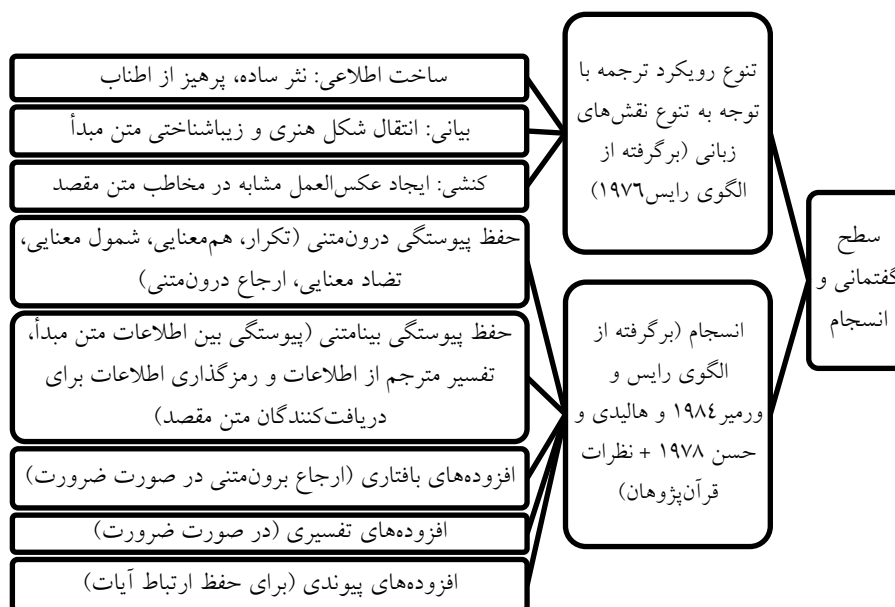 سطح
گفتمانی و
انسجام
تنوع رویکرد ترجمه با
توجه به تنوع نقش‌های
زبانی (برگرفته از
الگوی رایس۱۹۷٦)
ساخت اطلاعی: نثر ساده، پرهیز از اطناب
بیانی: انتقال شکل هنری و زیباشناختی متن مبدأ
کنشی: ایجاد عکس‌العمل مشابه در مخاطب متن مقصد
انسجام (برگرفته از
الگوی رایس و
ورمیر۱۹۸٤ و هالیدی و
حسن ۱۹۷۸ + نظرات
قرآن‌پژوهان)
حفظ پیوستگی درون‌متنی (تکرار، هم‌معنایی، شمول معنایی،
تضاد معنایی، ارجاع درون‌متنی)
حفظ پیوستگی بینامتنی (پیوستگی بین اطلاعات متن مبدأ،
تفسیر مترجم از اطلاعات و رمزگذاری اطلاعات برای
دریافت‌کنندگان متن مقصد)
افزوده‌های بافتاری (ارجاع برون‌متنی در صورت ضرورت)
افزوده‌های تفسیری (در صورت ضرورت)
افزوده‌های پیوندی (برای حفظ ارتباط آیات)